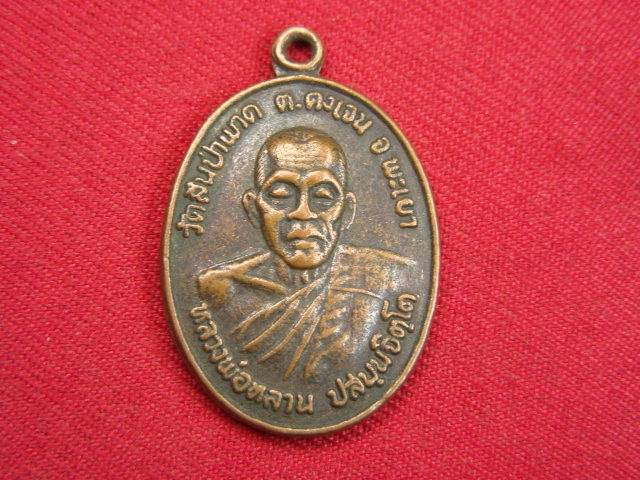 วัดสันป่าพาด ต.ดงเจน จ.พะเยา
หลวงพ่อหลาน ปสนฺนจิตฺโต